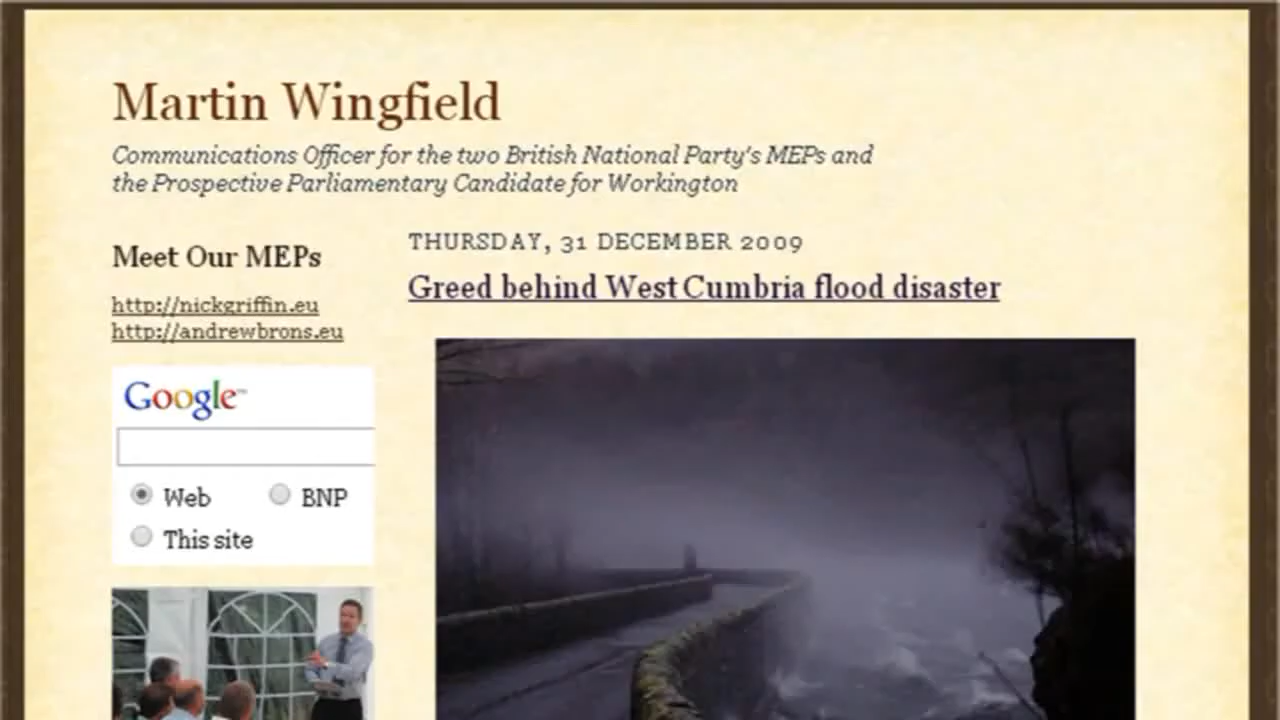 Martin Wingfield
Communications Officer for the two British National Party's MEPs and
the Prospective Parliamentary Candidate for Workington
Meet Our MEPs
http://nickgriffin.eu
http://andrewbrons.eu
Google™
Web BNP
This site
THURSDAY, 31 DECEMBER 2009
Greed behind West Cumbria flood disaster